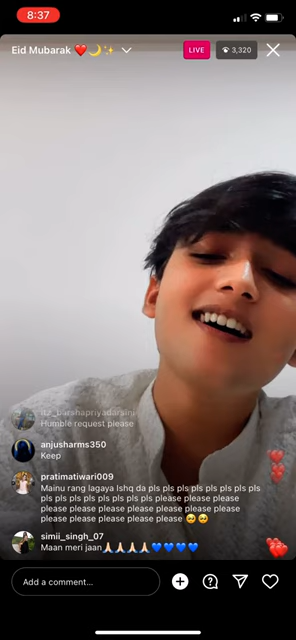 8:37
Eid Mubarak ❤️🌙✨
LIVE
3,320
itz_barshapriyadarsini
Humble request please
anjusharms350
Keep
pratimatiwari009
Mainu rang lagaya Ishq da pls pls pls pls pls pls pls
pls pls pls pls pls pls pls pls please please please
please please please please please please please
please please please please please 🥺🥺
simii_singh_07
Maan meri jaan🙏🏻🙏🏻🙏🏻🙏🏻💙💙💙💙
Add a comment...